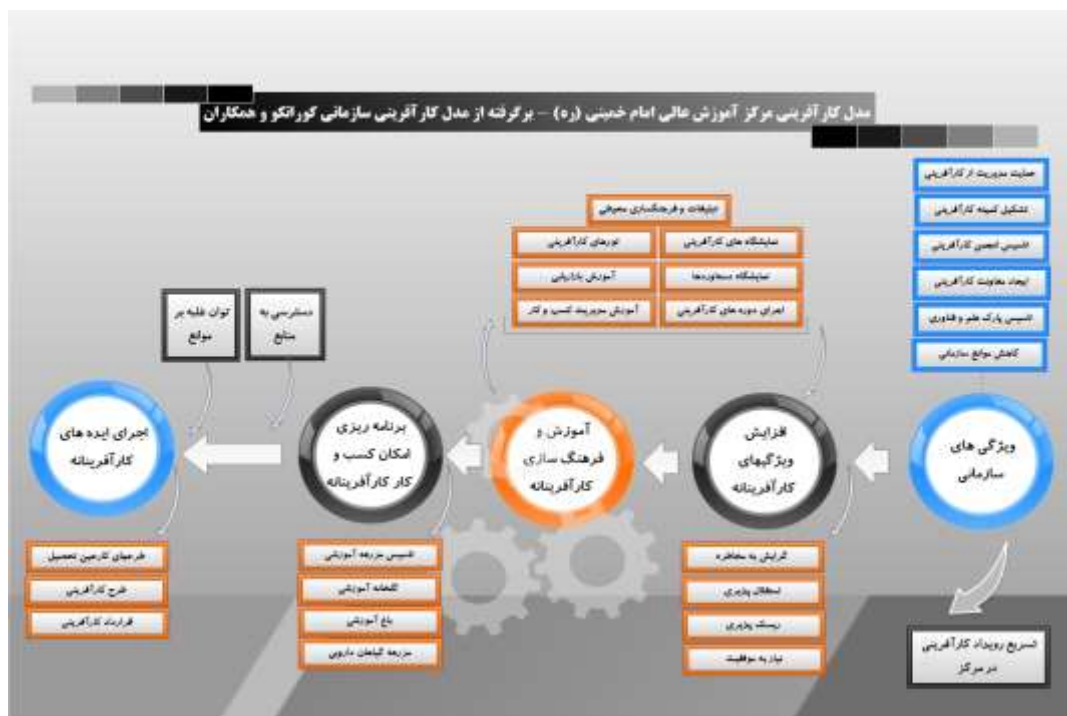 مدل کارآفرینی مرکز آموزش عالی امام خمینی (ره) – برگرفته از مدل کارآفرینی سازمانی کوراتکو و همکاران
حمایت مدیریت از کارآفرینی
تشکیل کمیته کارآفرینی
تاسیس انجمن کارآفرینی
ایجاد معاونت کارآفرینی
تاسیس پارک علم و فناوری
کاهش موانع سازمانی
ویژگی های
سازمانی
تسریع رویداد کارآفرینی
در مرکز
تبلیغات و فرهنگسازی مصرفی
نمایشگاه های کارآفرینی
تورهای کارآفرینی
نمایشگاه دستاوردها
آموزش بازاریابی
اجرای دوره های کارآفرینی
آموزش مدیریت کسب و کار
افزایش
ویژگیهای
کارآفرینانه
گرایش به مخاطره
استقلال پذیری
ریسک پذیری
نیاز به موفقیت
آموزش و
فرهنگ سازی
کارآفرینانه
برنامه ریزی
امکان کسب و
کار کارآفرینانه
تاسیس مزرعه آموزشی
گلخانه آموزشی
باغ آموزشی
مزرعه گیاهان دارویی
دسترسی به
منابع
توان غلبه بر
موانع
اجرای ایده های
کارآفرینانه
طرحهای کارحین تحصیل
طرح کارآفرینی
قرارداد کارآفرینی